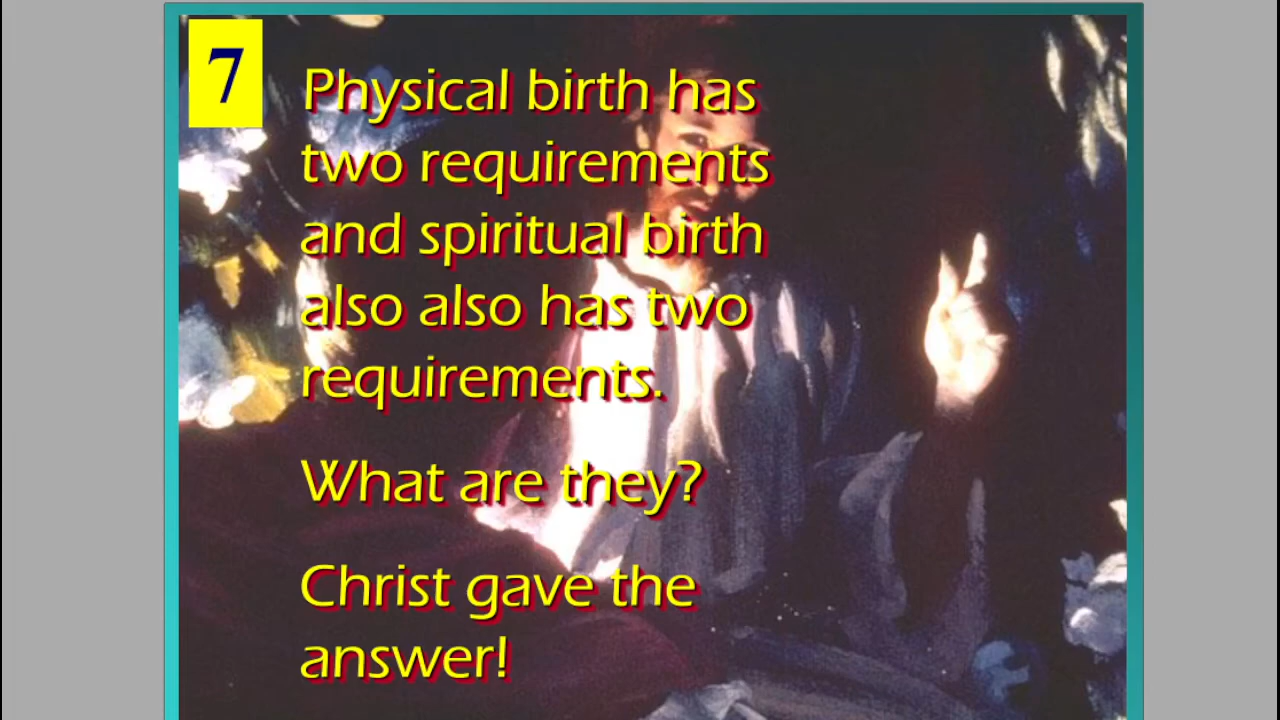 7
Physical birth has
two requirements
and spiritual birth
also also has two
requirements.
What are they?
Christ gave the
answer!